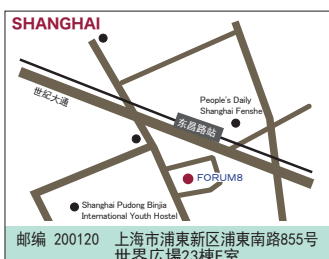 SHANGHAI
世纪大通
东昌路站
People's Daily
Shanghai Fenshe
FORUM8
Shanghai Pudong Binjia
International Youth Hostel
邮编 200120 上海市浦東新区浦東南路855号
世界広場23棟E室